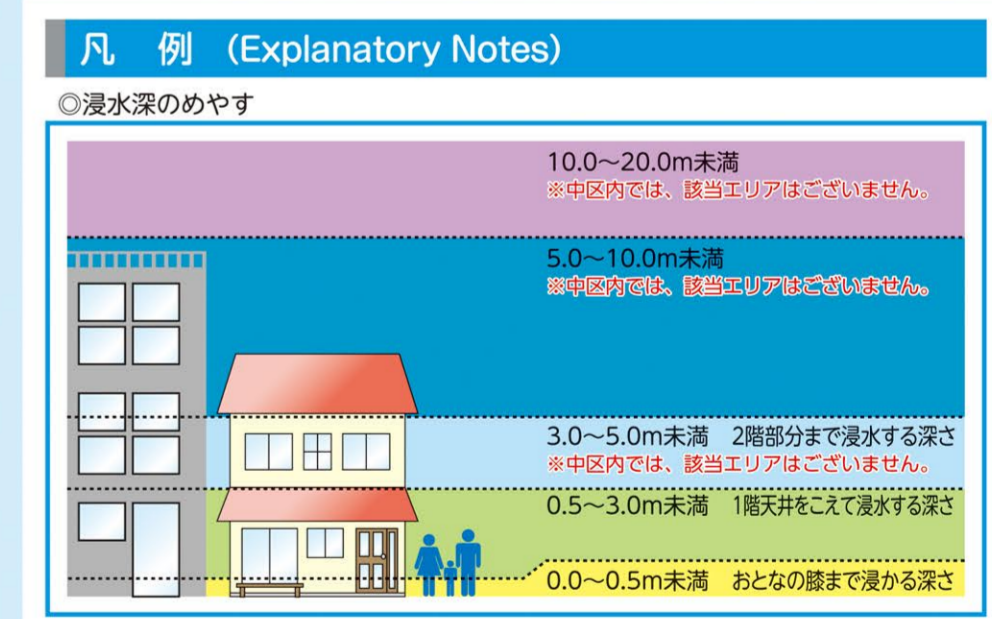 凡　例　（Explanatory Notes）
◎浸水深のめやす
10.0～20.0m未満
※中区内では、該当エリアはございません。
5.0～10.0m未満
※中区内では、該当エリアはございません。
3.0～5.0m未満　2階部分まで浸水する深さ
※中区内では、該当エリアはございません。
0.5～3.0m未満　1階天井をこえて浸水する深さ
0.0～0.5m未満　おとなの膝まで浸かる深さ